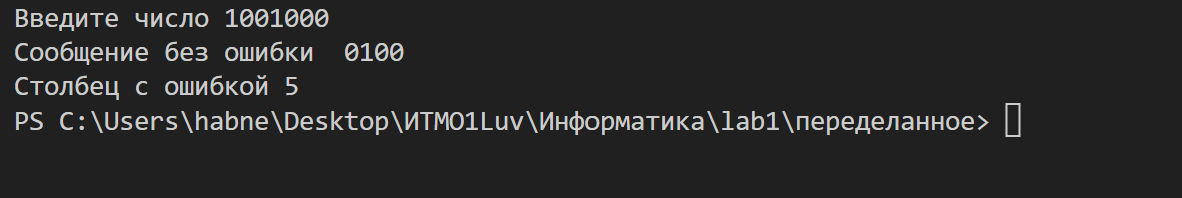 Введите число 1001000
Сообщение без ошибки  0100
Столбец с ошибкой 5
PS C:\Users\habne\Desktop\ИТМО1Luv\Информатика\lab1\переделанное>